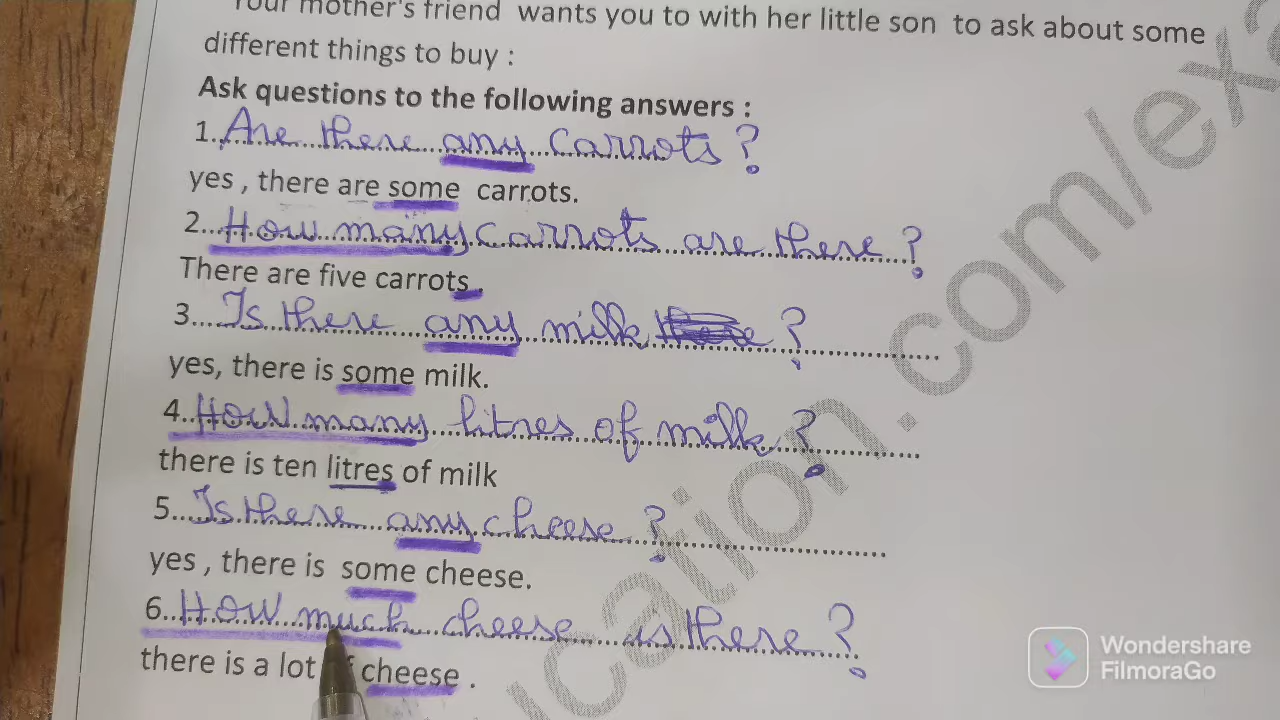 Your mother's friend wants you to with her little son to ask about some
different things to buy :
Ask questions to the following answers :
1. Are there any carrots ?
yes , there are some carrots.
2. How many carrots are there ?
There are five carrots.
3. Is there any milk ?
yes, there is some milk.
4. How many litres of milk ?
there is ten litres of milk
5. Is there any cheese ?
yes , there is some cheese.
6. How much cheese is there ?
there is a lot cheese .
cation.com/exa
Wondershare
FilmoraGo